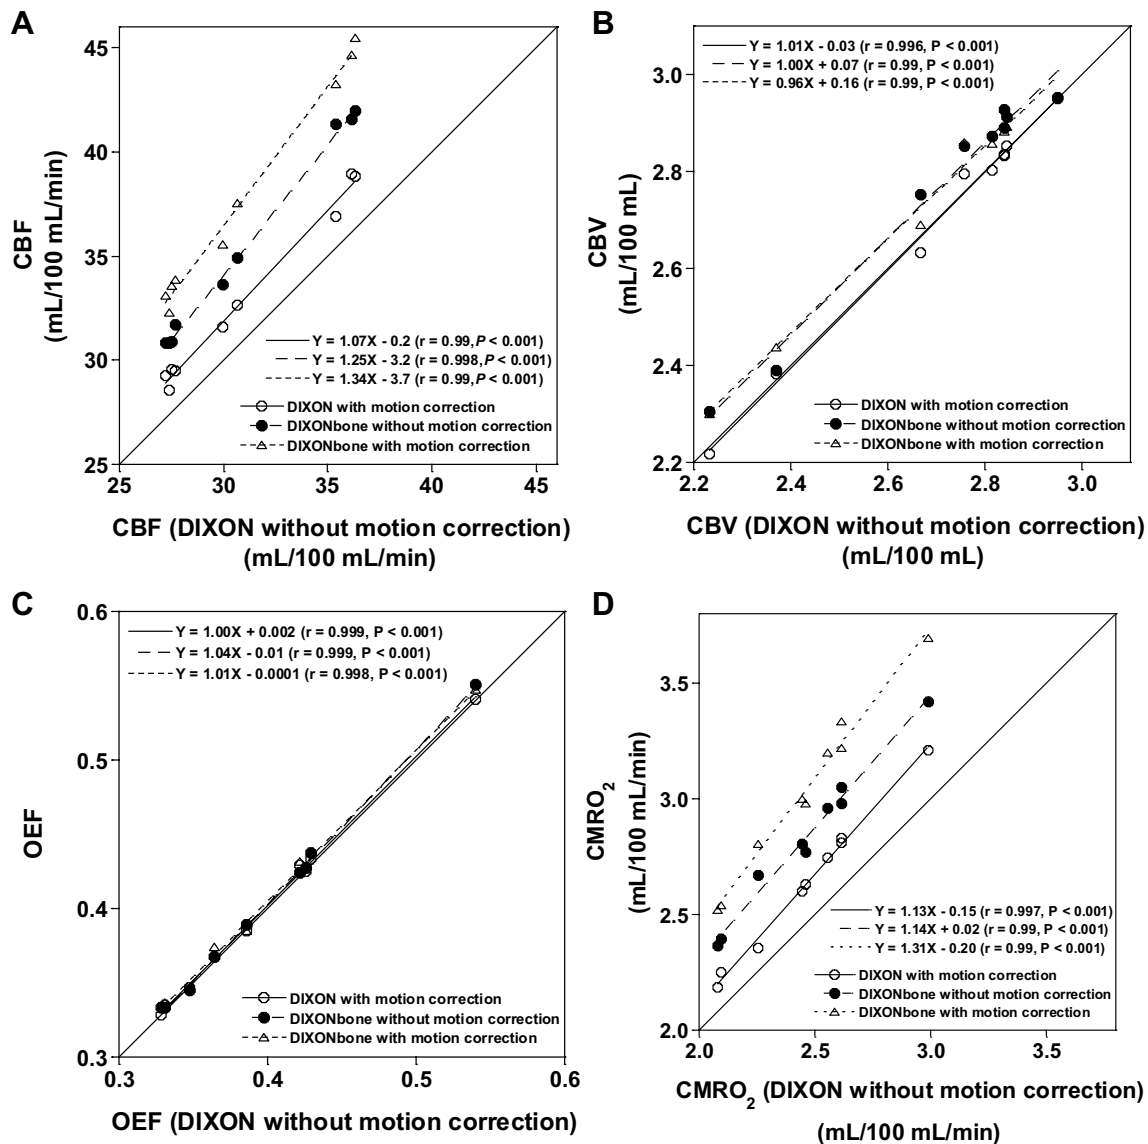 A
CBF
(mL/100 mL/min)
45
40
35
30
25
Y = 1.07X - 0.2 (r = 0.99, P < 0.001)
Y = 1.25X - 3.2 (r = 0.998, P < 0.001)
Y = 1.34X - 3.7 (r = 0.99, P < 0.001)
DIXON with motion correction
DIXONbone without motion correction
DIXONbone with motion correction
25 30 35 40 45
CBF (DIXON without motion correction)
(mL/100 mL/min)
B
CBV
(mL/100 mL)
Y = 1.01X - 0.03 (r = 0.996, P < 0.001)
Y = 1.00X + 0.07 (r = 0.99, P < 0.001)
Y = 0.96X + 0.16 (r = 0.99, P < 0.001)
3.0
2.8
2.6
2.4
2.2
DIXON with motion correction
DIXONbone without motion correction
DIXONbone with motion correction
2.2 2.4 2.6 2.8 3.0
CBV (DIXON without motion correction)
(mL/100 mL)
C
OEF
0.6
0.5
0.4
0.3
Y = 1.00X + 0.002 (r = 0.999, P < 0.001)
Y = 1.04X - 0.01 (r = 0.999, P < 0.001)
Y = 1.01X - 0.0001 (r = 0.998, P < 0.001)
DIXON with motion correction
DIXONbone without motion correction
DIXONbone with motion correction
0.3 0.4 0.5 0.6
OEF (DIXON without motion correction)
D
CMRO2
(mL/100 mL/min)
3.5
3.0
2.5
2.0
Y = 1.13X - 0.15 (r = 0.997, P < 0.001)
Y = 1.14X + 0.02 (r = 0.99, P < 0.001)
Y = 1.31X - 0.20 (r = 0.99, P < 0.001)
DIXON with motion correction
DIXONbone without motion correction
DIXONbone with motion correction
2.0 2.5 3.0 3.5
CMRO2 (DIXON without motion correction)
(mL/100 mL/min)